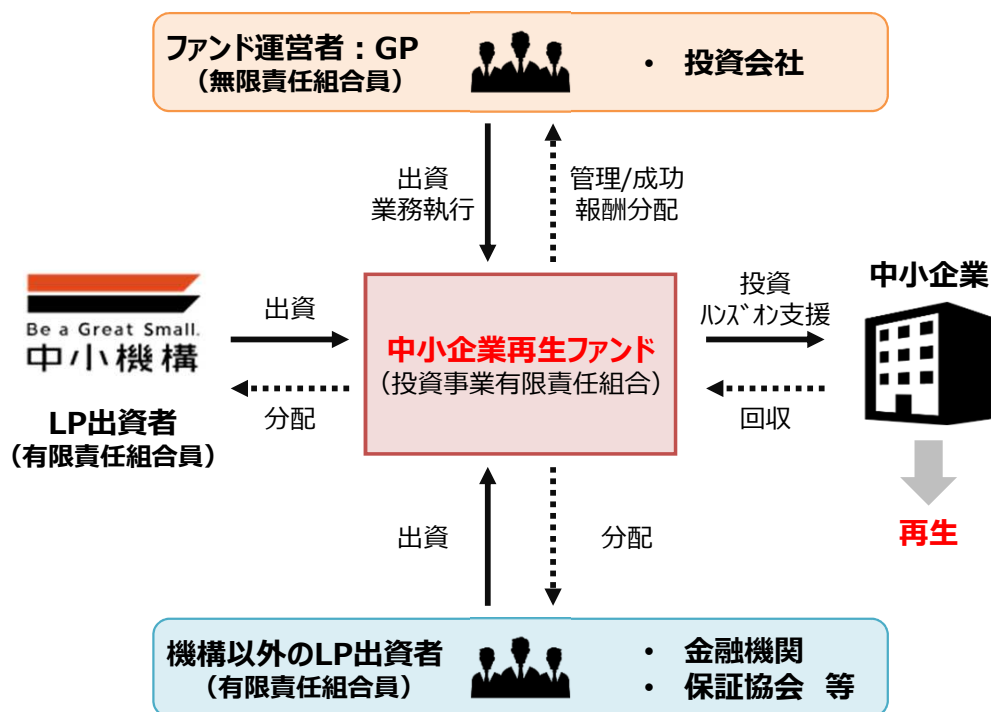 ファンド運営者：GP
（無限責任組合員）
・ 投資会社
出資
業務執行
管理/成功
報酬分配
Be a Great Small.
中小機構
LP出資者
（有限責任組合員）
出資
分配
中小企業再生ファンド
（投資事業有限責任組合）
投資
ﾊﾝｽﾞｵﾝ支援
回収
中小企業
再生
出資
分配
機構以外のLP出資者
（有限責任組合員）
・ 金融機関
・ 保証協会 等